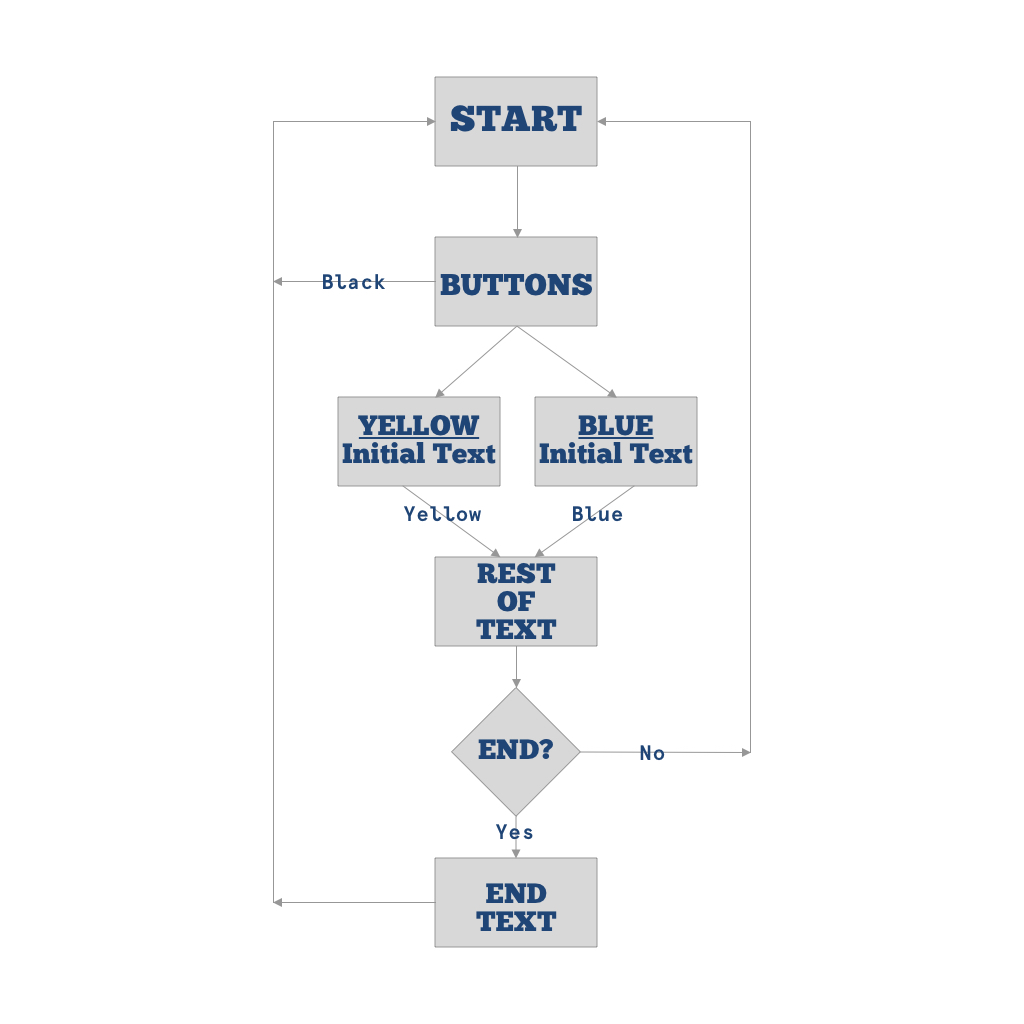 START
Black
BUTTONS
YELLOW
Initial Text
BLUE
Initial Text
Yellow
Blue
REST
OF
TEXT
END?
No
Yes
END
TEXT